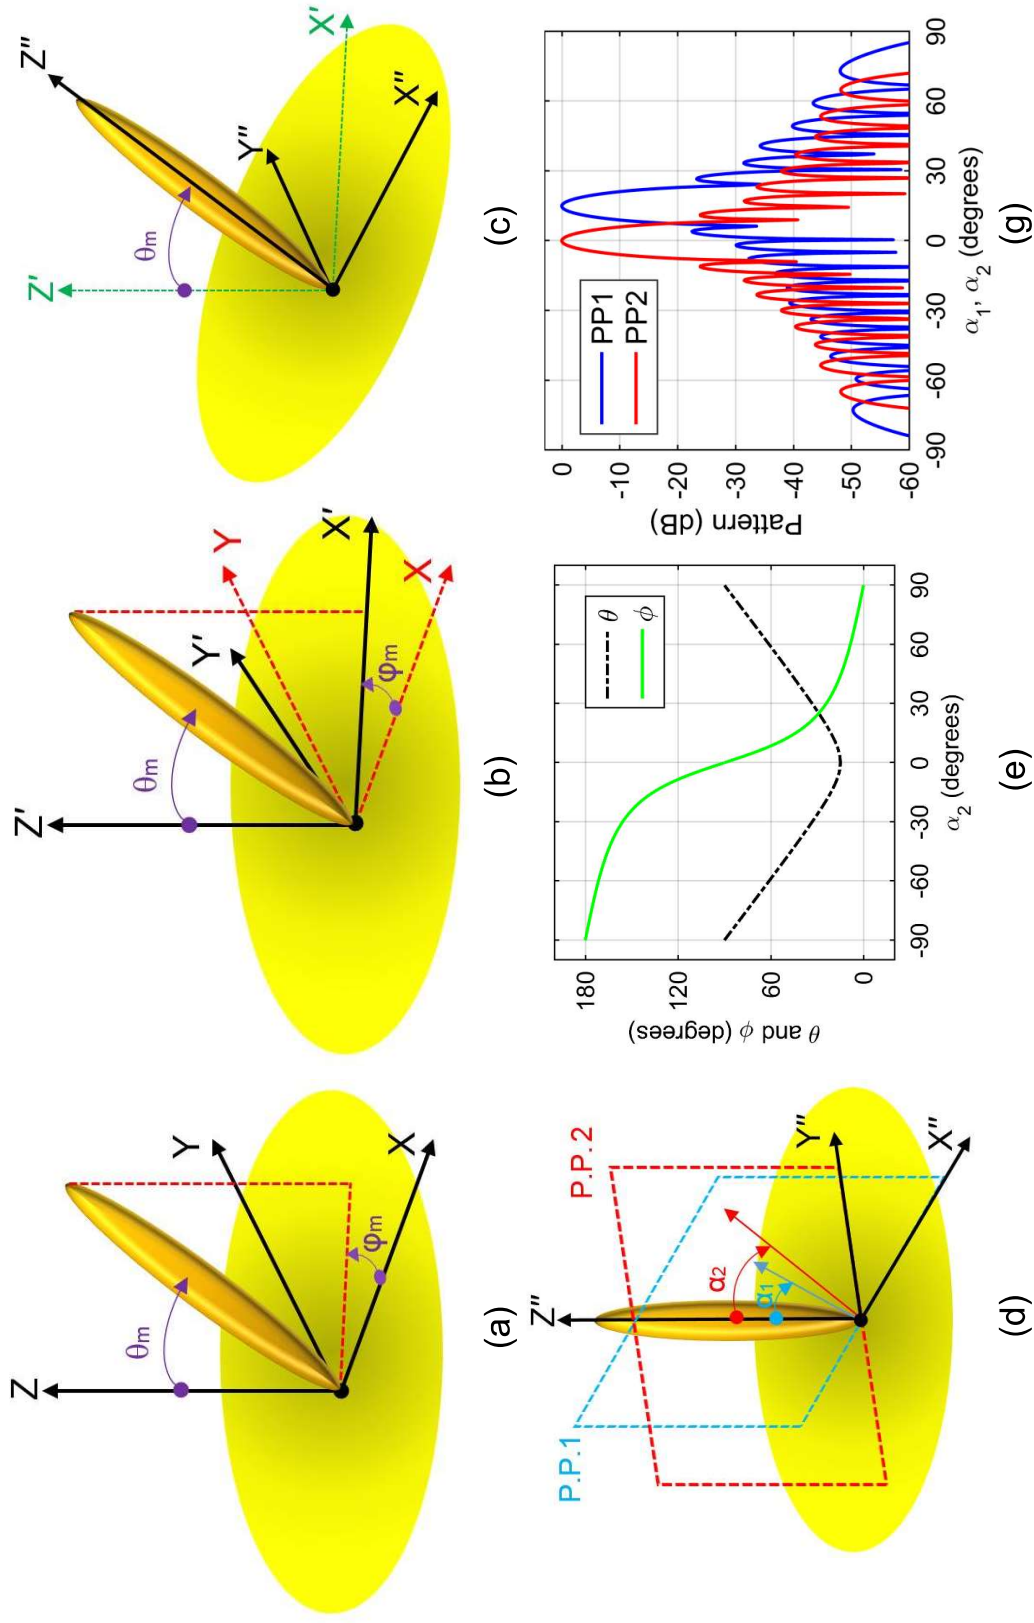 Z
θm
Y
φm
X
(a)
Z′
θm
Y′
Y
X′
φm
X
(b)
Z′
Z″
θm
Y″
X′
X″
(c)
P.P.1
Z″
P.P. 2
α2
α1
Y″
X″
(d)
θ and ϕ (degrees)
180
120
60
0
θ
ϕ
-90
-60
-30
0
30
60
90
α2 (degrees)
(e)
Pattern (dB)
0
-10
-20
-30
-40
-50
-60
PP1
PP2
-90
-60
-30
0
30
60
90
α1, α2 (degrees)
(g)